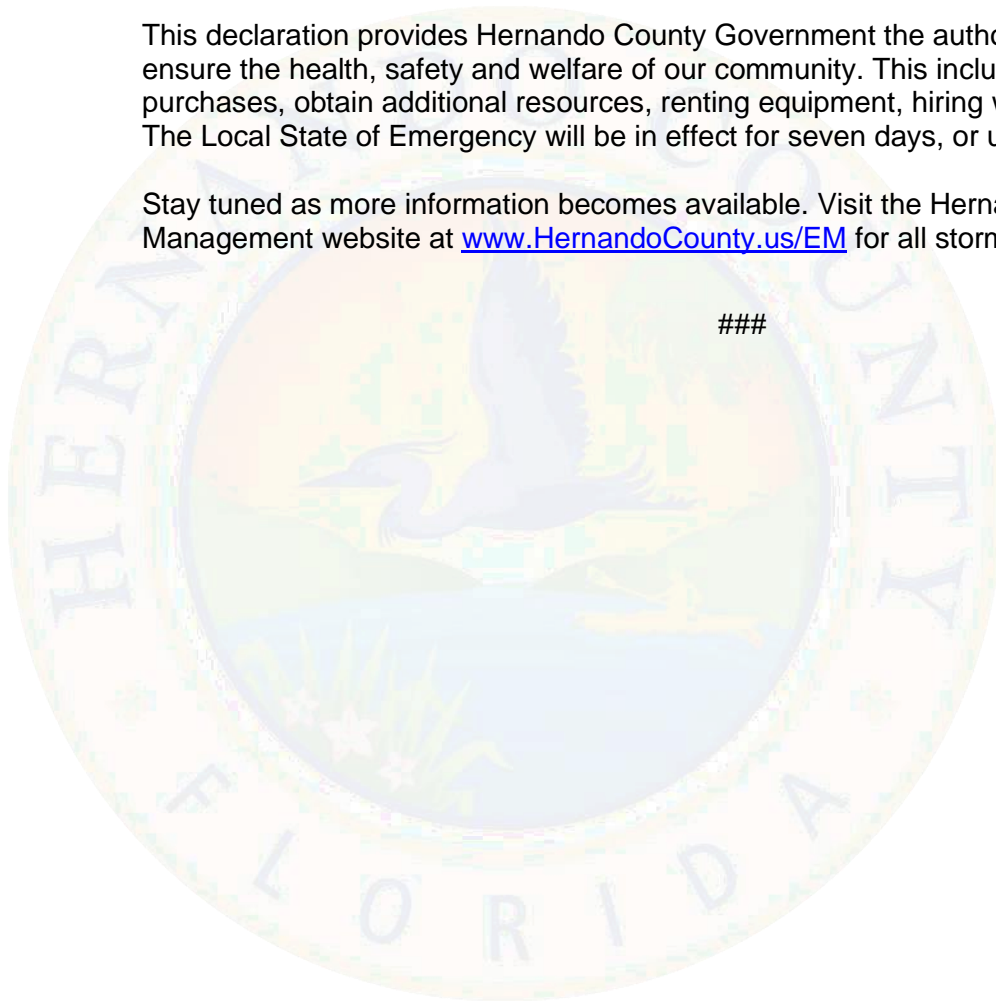 This declaration provides Hernando County Government the autho
ensure the health, safety and welfare of our community. This inclu
purchases, obtain additional resources, renting equipment, hiring
The Local State of Emergency will be in effect for seven days, or u
Stay tuned as more information becomes available. Visit the Herna
Management website at www.HernandoCounty.us/EM for all storm
###
HERNANDO COUNTY
FLORIDA